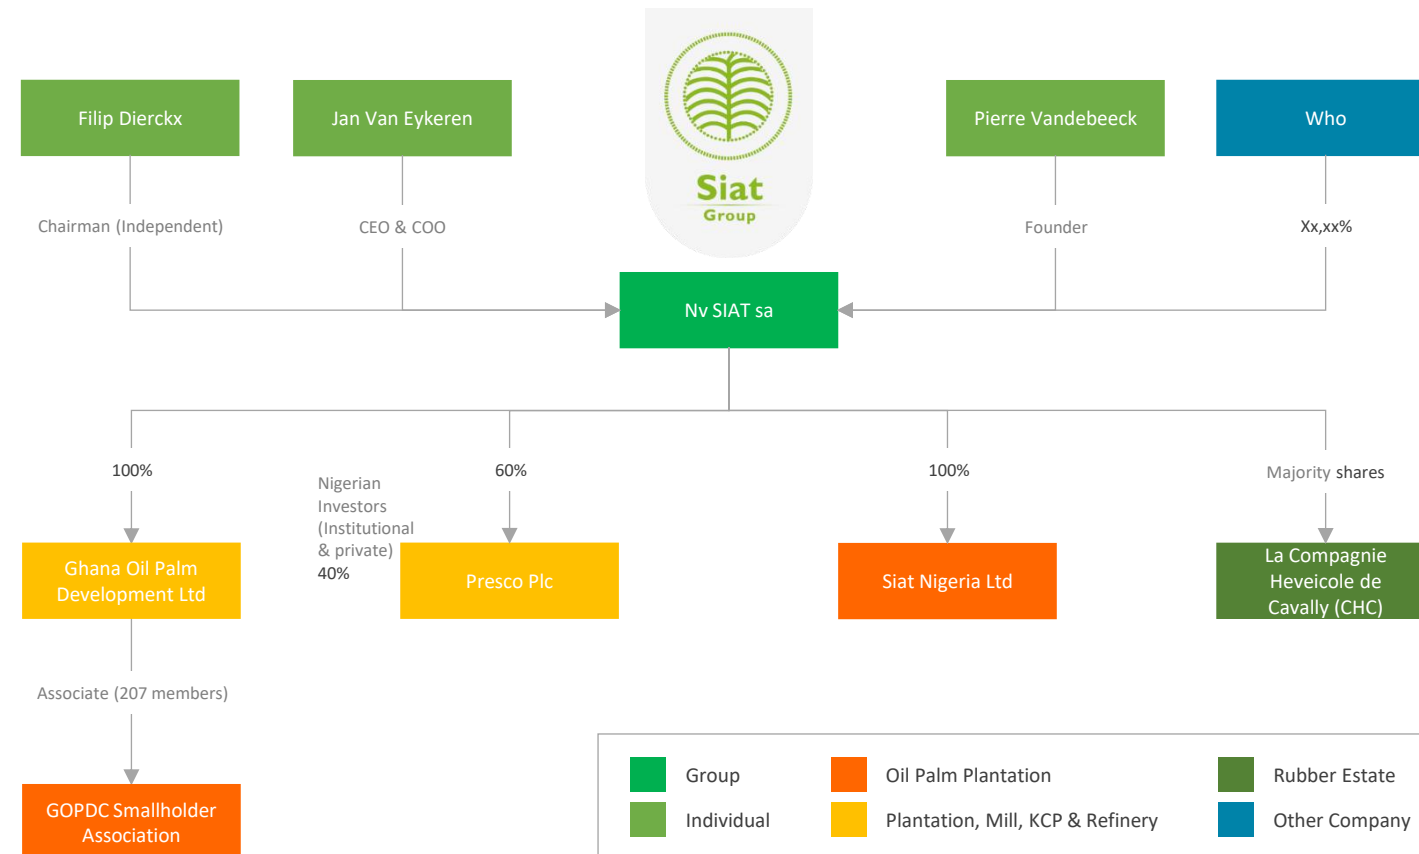 Siat
Group
Filip Dierckx
Jan Van Eykeren
Pierre Vandebeeck
Who
Chairman (Independent)
CEO & COO
Founder
Xx,xx%
Nv SIAT sa
100%
60%
100%
Majority shares
Nigerian
Investors
(Institutional
& private)
40%
Ghana Oil Palm
Development Ltd
Presco Plc
Siat Nigeria Ltd
La Compagnie
Heveicole de
Cavally (CHC)
Associate (207 members)
GOPDC Smallholder
Association
Group
Oil Palm Plantation
Rubber Estate
Individual
Plantation, Mill, KCP & Refinery
Other Company